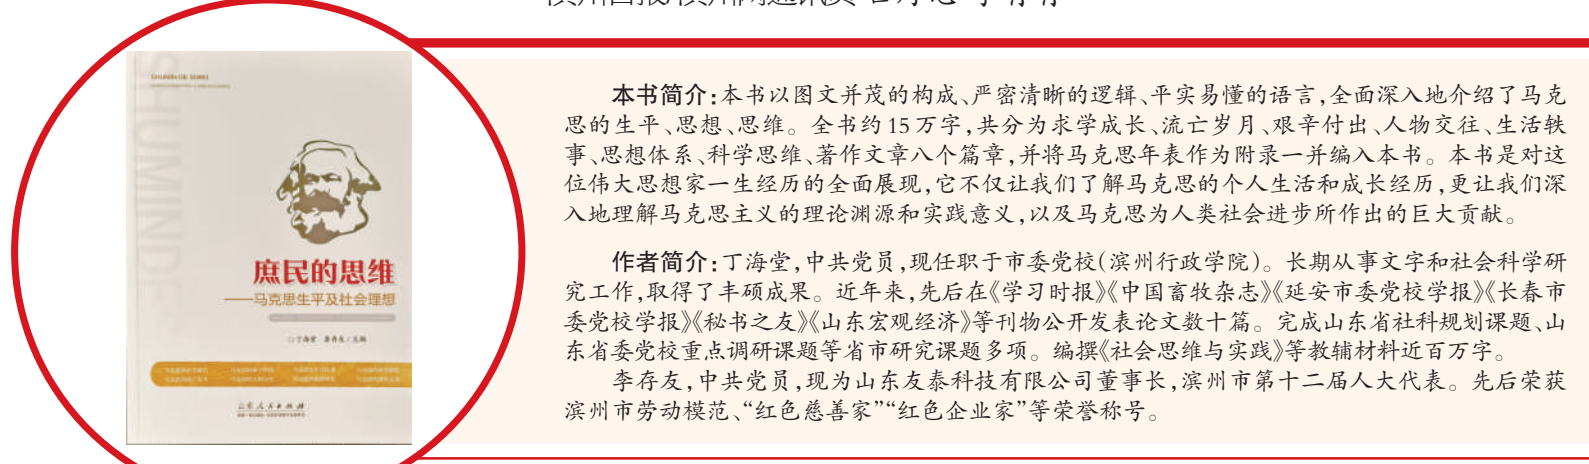 SHUMINDE SIWEI
SHUMINDE
庶民的思维
——马克思生平及社会理想
丁海堂 李存友/主编
山东人民出版社
本书简介:本书以图文并茂的构成、严密清晰的逻辑、平实易懂的语言,全面深入地介绍了马克
思的生平、思想、思维。全书约15万字,共分为求学成长、流亡岁月、艰辛付出、人物交往、生活轶
事、思想体系、科学思维、著作文章八个篇章,并将马克思年表作为附录一并编入本书。本书是对这
位伟大思想家一生经历的全面展现,它不仅让我们了解马克思的个人生活和成长经历,更让我们深
入地理解马克思主义的理论渊源和实践意义,以及马克思为人类社会进步所作出的巨大贡献。
作者简介:丁海堂,中共党员,现任职于市委党校(滨州行政学院)。长期从事文字和社会科学研
究工作,取得了丰硕成果。近年来,先后在《学习时报》《中国畜牧杂志》《延安市委党校学报》《长春市
委党校学报》《秘书之友》《山东宏观经济》等刊物公开发表论文数十篇。完成山东省社科规划课题、山
东省委党校重点调研课题等省市研究课题多项。编撰《社会思维与实践》等教辅材料近百万字。
李存友,中共党员,现为山东友泰科技有限公司董事长,滨州市第十二届人大代表。先后荣获
滨州市劳动模范、“红色慈善家”“红色企业家”等荣誉称号。